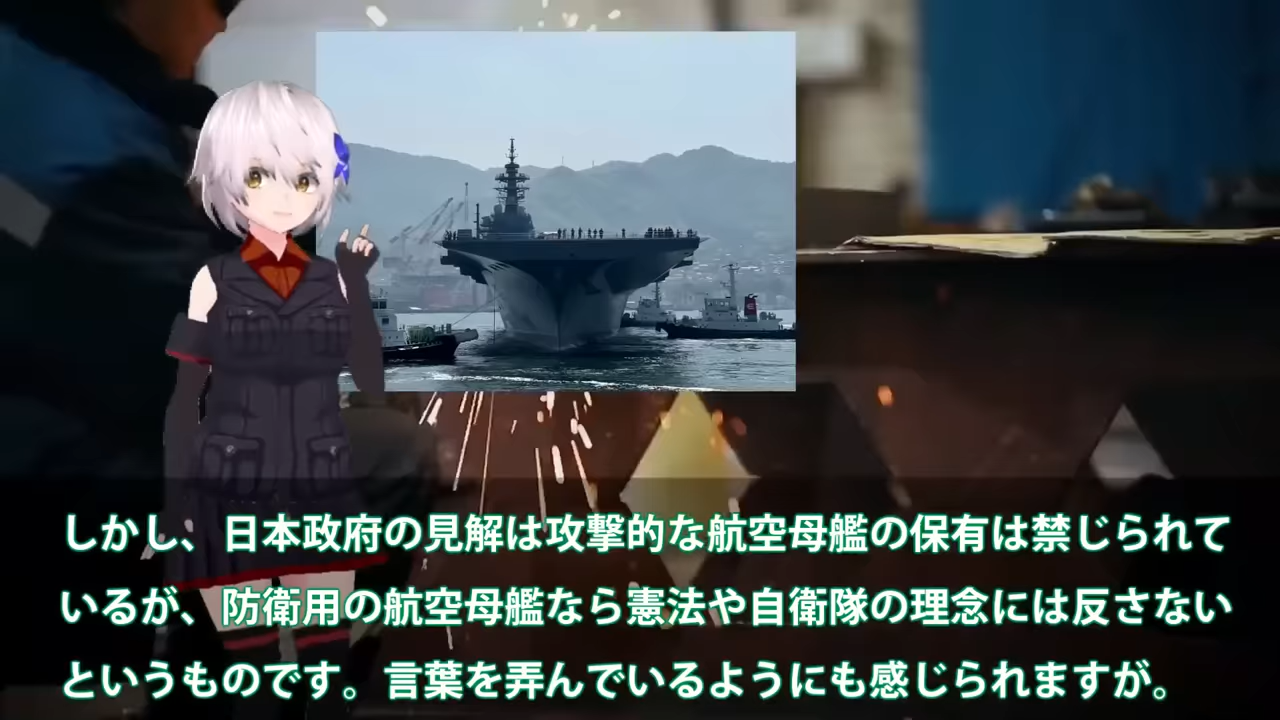 しかし、日本政府の見解は攻撃的な航空母艦の保有は禁じられて
いるが、防衛用の航空母艦なら憲法や自衛隊の理念には反さない
というものです。言葉を弄んでいるようにも感じられますが。